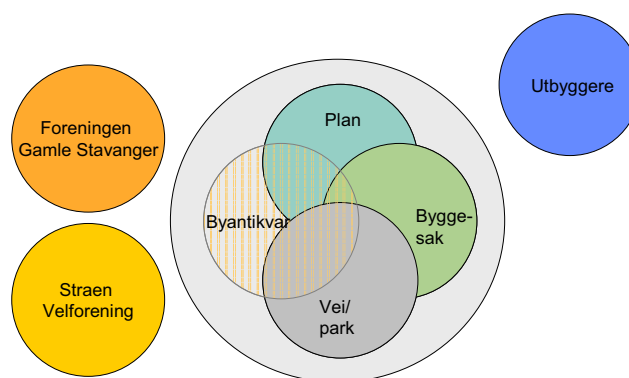 Foreningen
Gamle Stavanger
Straen
Velforening
Plan
Byantikvar
Bygge-
sak
Vei/
park
Utbyggere